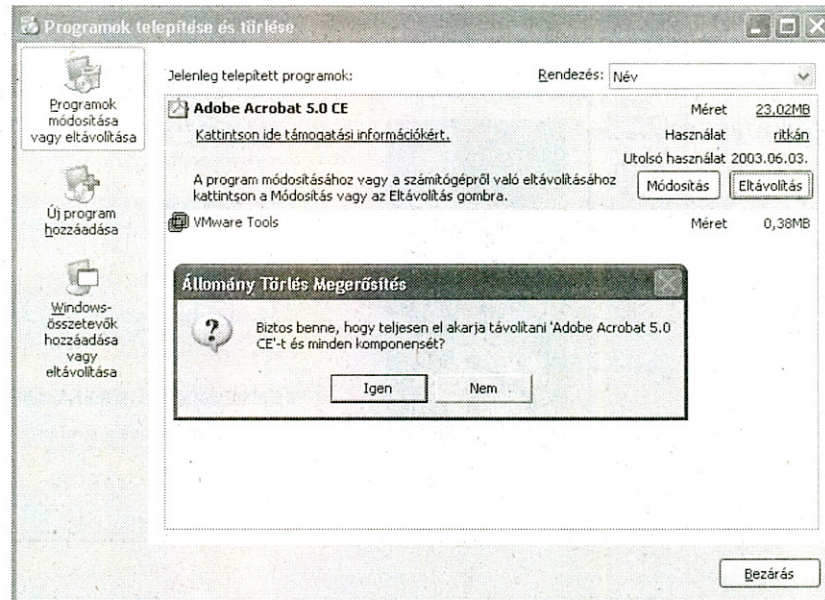 Programok telepítése és törlése
Programok
módosítása
vagy eltávolítása
Új program
hozzáadása
Windows-
összetevők
hozzáadása
vagy
eltávolítása
Jelenleg telepített programok:
Rendezés: Név
Adobe Acrobat 5.0 CE
Méret 23,02MB
Kattintson ide támogatási információkért.
Használat ritkán
Utolsó használat 2003.06.03.
A program módosításához vagy a számítógépről való eltávolításához
kattintson a Módosítás vagy az Eltávolítás gombra.
Módosítás Eltávolítás
VMware Tools
Méret 0,38MB
Állomány Törlés Megerősítés
Biztos benne, hogy teljesen el akarja távolítani 'Adobe Acrobat 5.0
CE'-t és minden komponensét?
Igen Nem
Bezárás